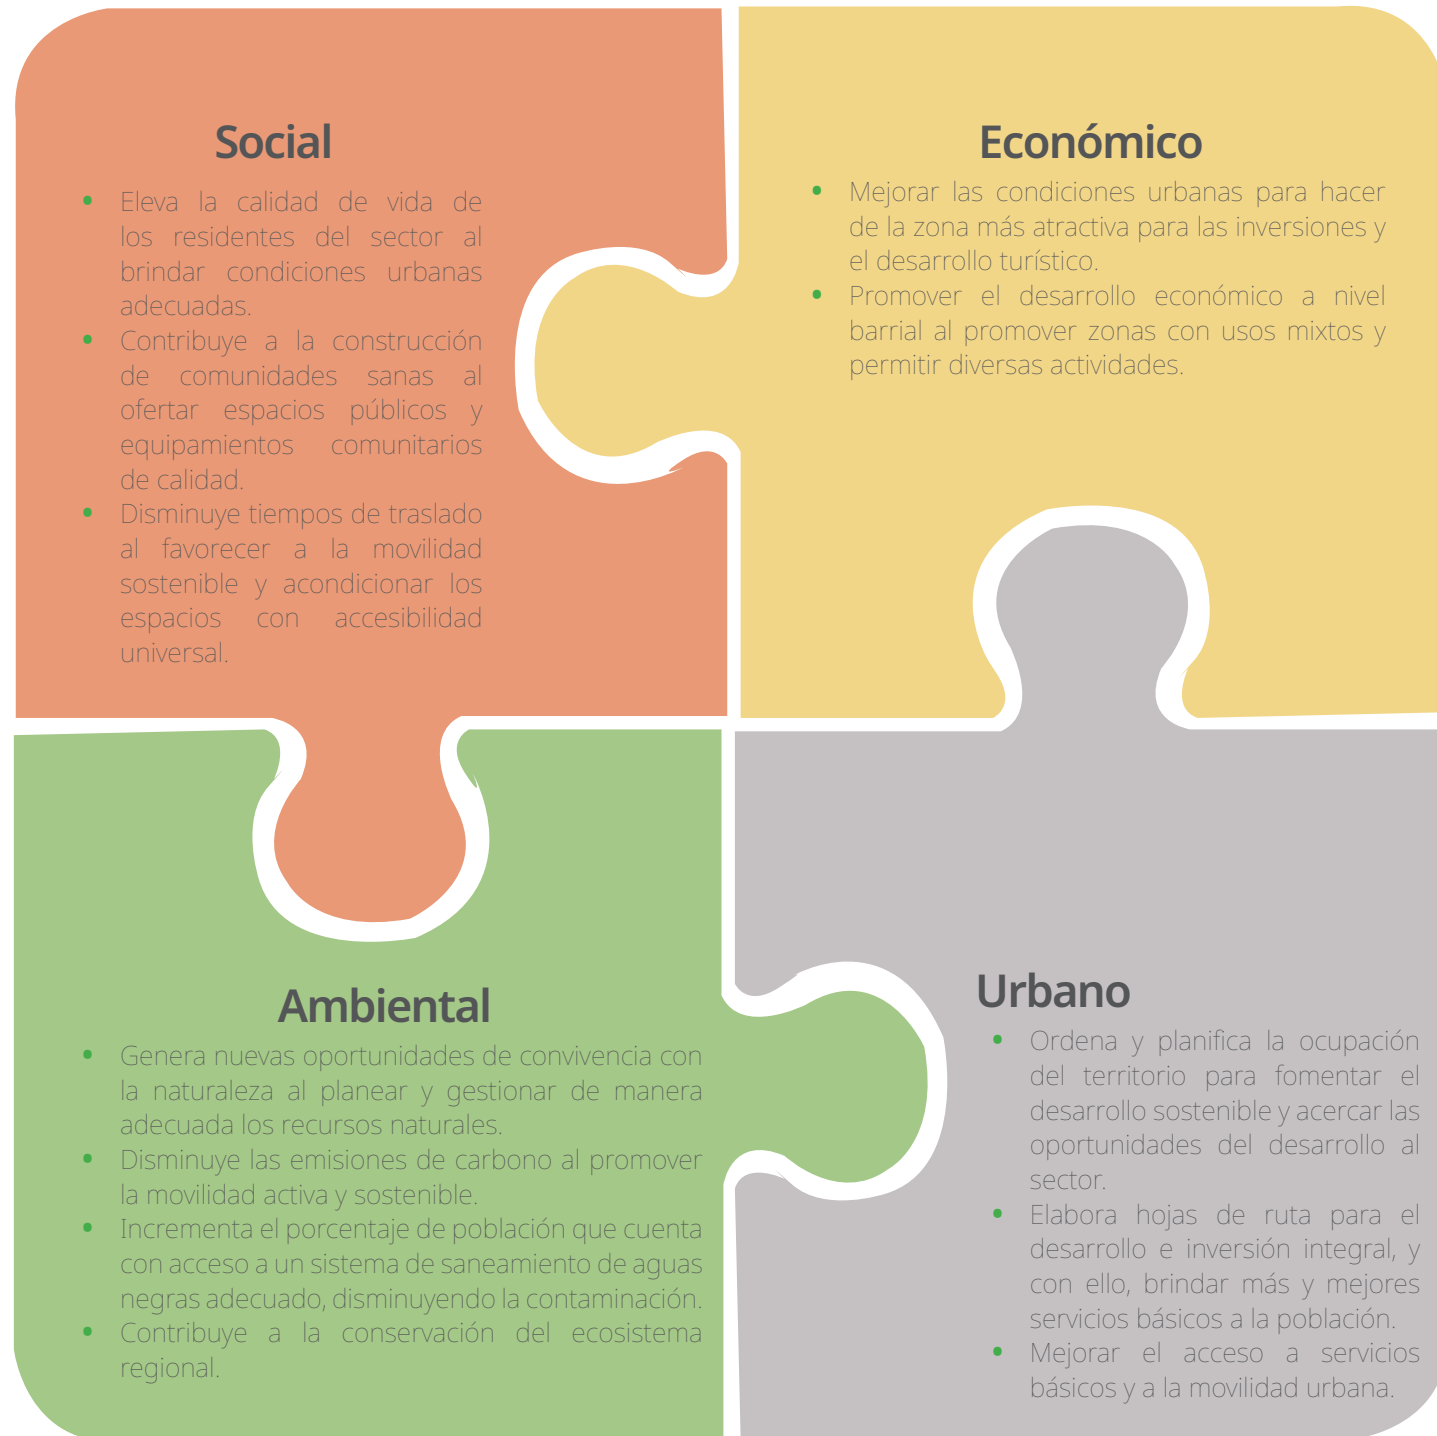 Social
• Eleva la calidad de vida de
los residentes del sector al
brindar condiciones urbanas
adecuadas.
• Contribuye a la construcción
de comunidades sanas al
ofertar espacios públicos y
equipamientos comunitarios
de calidad.
• Disminuye tiempos de traslado
al favorecer a la movilidad
sostenible y acondicionar los
espacios con accesibilidad
universal.
Económico
• Mejorar las condiciones urbanas para hacer
de la zona más atractiva para las inversiones y
el desarrollo turístico.
• Promover el desarrollo económico a nivel
barrial al promover zonas con usos mixtos y
permitir diversas actividades.
Ambiental
• Genera nuevas oportunidades de convivencia con
la naturaleza al planear y gestionar de manera
adecuada los recursos naturales.
• Disminuye las emisiones de carbono al promover
la movilidad activa y sostenible.
• Incrementa el porcentaje de población que cuenta
con acceso a un sistema de saneamiento de aguas
negras adecuado, disminuyendo la contaminación.
• Contribuye a la conservación del ecosistema
regional.
Urbano
• Ordena y planifica la ocupación
del territorio para fomentar el
desarrollo sostenible y acercar las
oportunidades del desarrollo al
sector.
• Elabora hojas de ruta para el
desarrollo e inversión integral, y
con ello, brindar más y mejores
servicios básicos a la población.
• Mejorar el acceso a servicios
básicos y a la movilidad urbana.